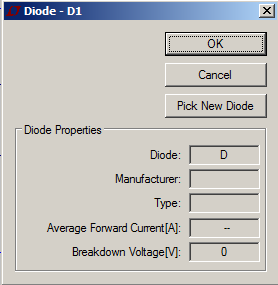 Diode - D1
OK
Cancel
Pick New Diode
Diode Properties
Diode: D
Manufacturer:
Type:
Average Forward Current[A]: --
Breakdown Voltage[V]: 0